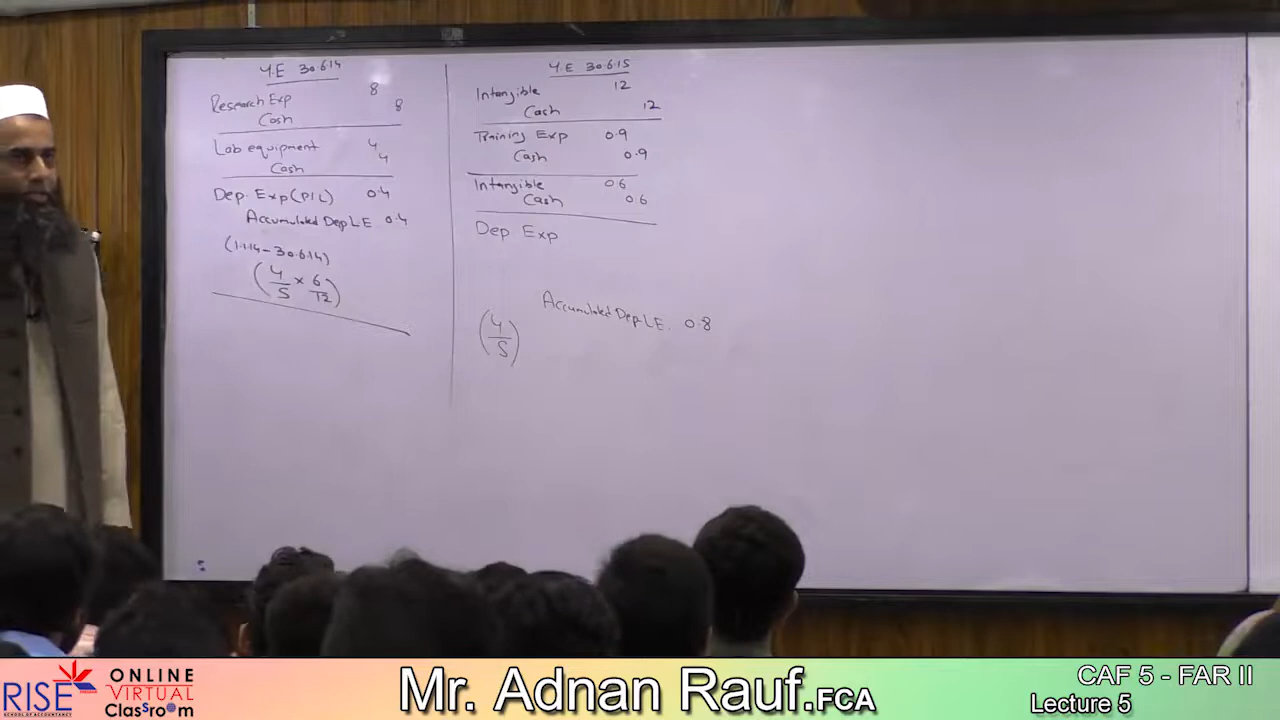 Y.E 30.6.14
Research Exp 8
Cash 8
Lab equipment 4
Cash 4
Dep. Exp (P/L) 0.4
Accumulated Dep L E 0.4
(1.1.14 - 30.6.14)
(4/5 × 6/12)
Y.E 30.6.15
Intangible 12
Cash 12
Training Exp 0.9
Cash 0.9
Intangible 0.6
Cash 0.6
Dep Exp
Accumulated Dep L E. 0.8
(4/5)
RISE
SCHOOL OF ACCOUNTANCY
ONLINE
VIRTUAL
Classroom
Mr. Adnan Rauf.FCA
CAF 5 - FAR II
Lecture 5